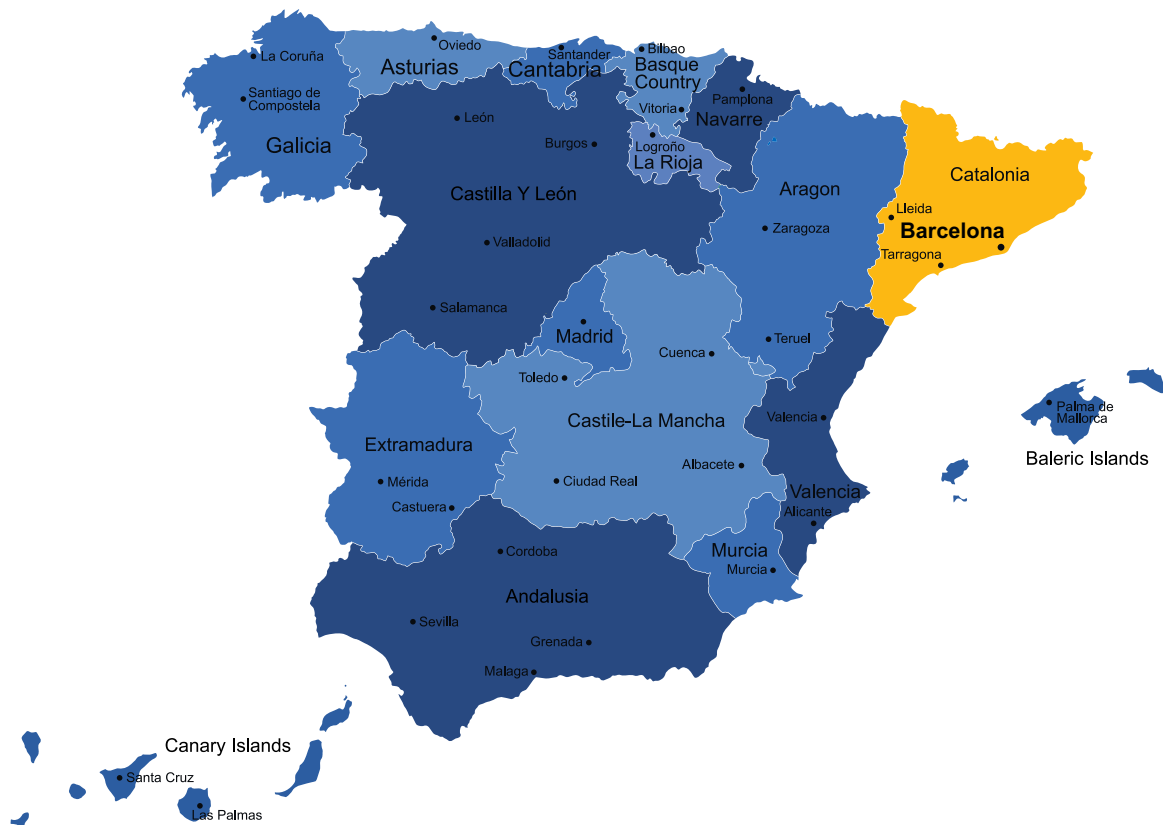 Oviedo
Santander
Bilbao
La Coruña
Asturias
Cantabria
Basque
Country
Santiago de
Compostela
Pamplona
Vitoria
Navarre
León
Galicia
Burgos
Logroño
La Rioja
Castilla Y León
Aragon
Catalonia
Lleida
Barcelona
Zaragoza
Valladolid
Tarragona
Salamanca
Madrid
Teruel
Cuenca
Toledo
Castile-La Mancha
Valencia
Palma de
Mallorca
Extramadura
Baleric Islands
Albacete
Mérida
Ciudad Real
Valencia
Castuera
Alicante
Cordoba
Murcia
Murcia
Andalusia
Sevilla
Grenada
Malaga
Canary Islands
Santa Cruz
Las Palmas